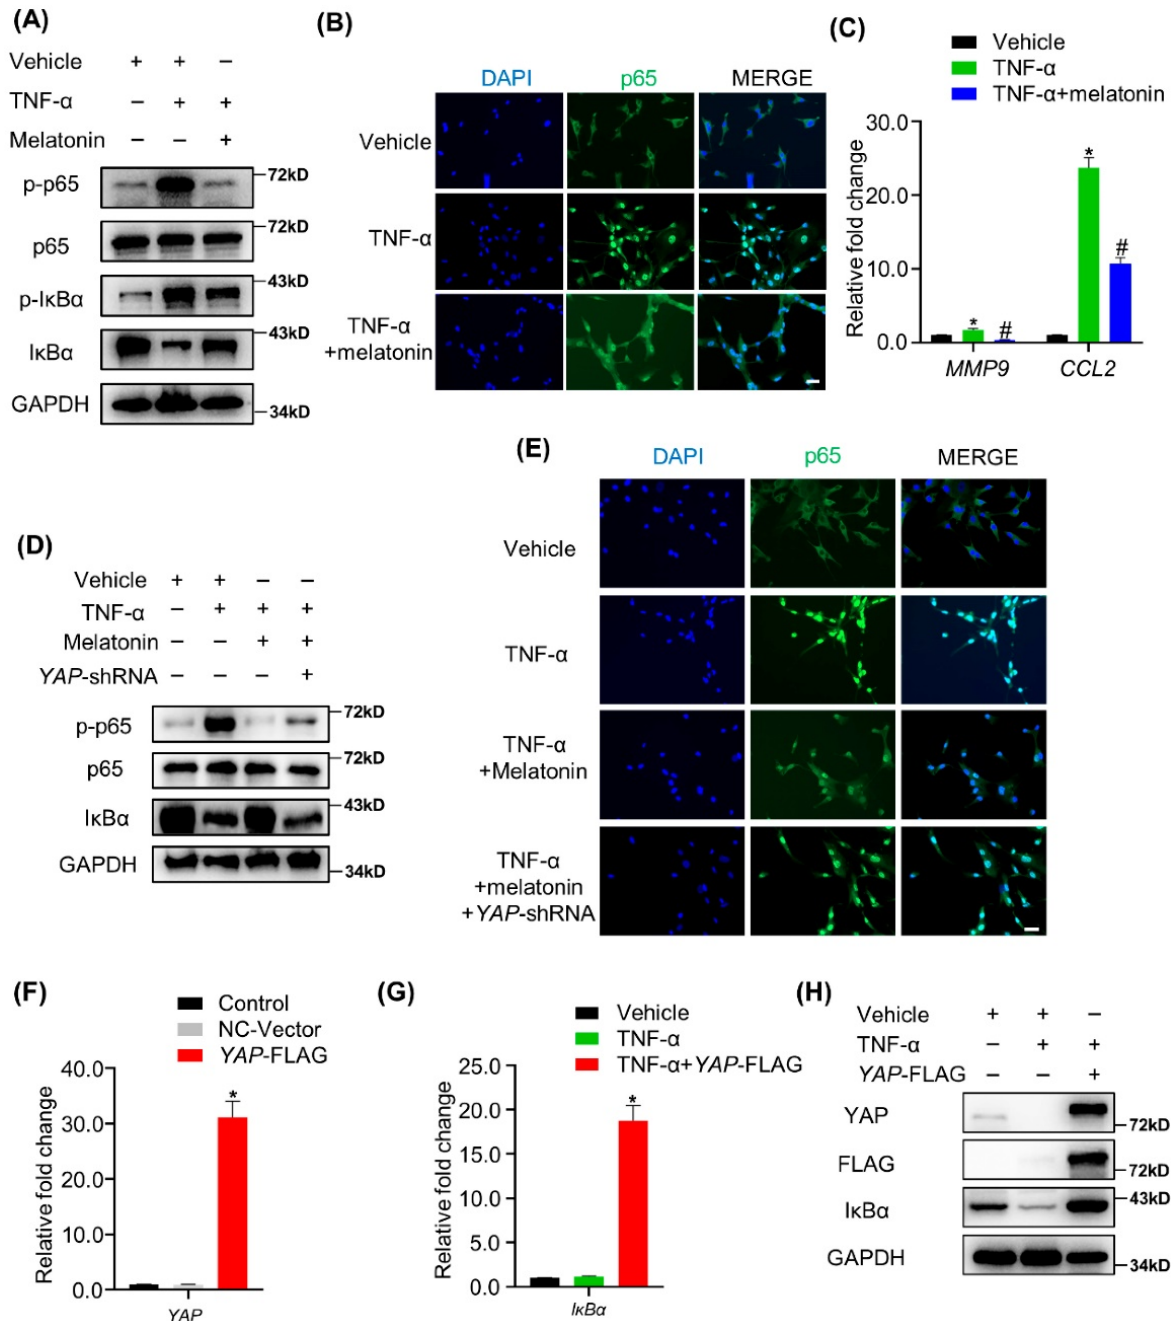 (A)
Vehicle + + –
TNF-α – + +
Melatonin – – +
p-p65
72kD
p65
72kD
p-IκBα
43kD
IκBα
43kD
GAPDH
34kD
(B)
DAPI p65 MERGE
Vehicle
TNF-α
TNF-α
+melatonin
(C)
Vehicle
TNF-α
TNF-α+melatonin
Relative fold change
30.0
20.0
10.0
0.0
* # * #
MMP9 CCL2
(D)
Vehicle + + – –
TNF-α – + + +
Melatonin – – + +
YAP-shRNA – – – +
p-p65
72kD
p65
72kD
IκBα
43kD
GAPDH
34kD
(E)
DAPI p65 MERGE
Vehicle
TNF-α
TNF-α
+Melatonin
TNF-α
+melatonin
+YAP-shRNA
(F)
Control
NC-Vector
YAP-FLAG
Relative fold change
40.0
30.0
20.0
10.0
0.0
*
YAP
(G)
Vehicle
TNF-α
TNF-α+YAP-FLAG
Relative fold change
25.0
20.0
15.0
10.0
5.0
0.0
*
IκBα
(H)
Vehicle + + –
TNF-α – + +
YAP-FLAG – – +
YAP
72kD
FLAG
72kD
IκBα
43kD
GAPDH
34kD